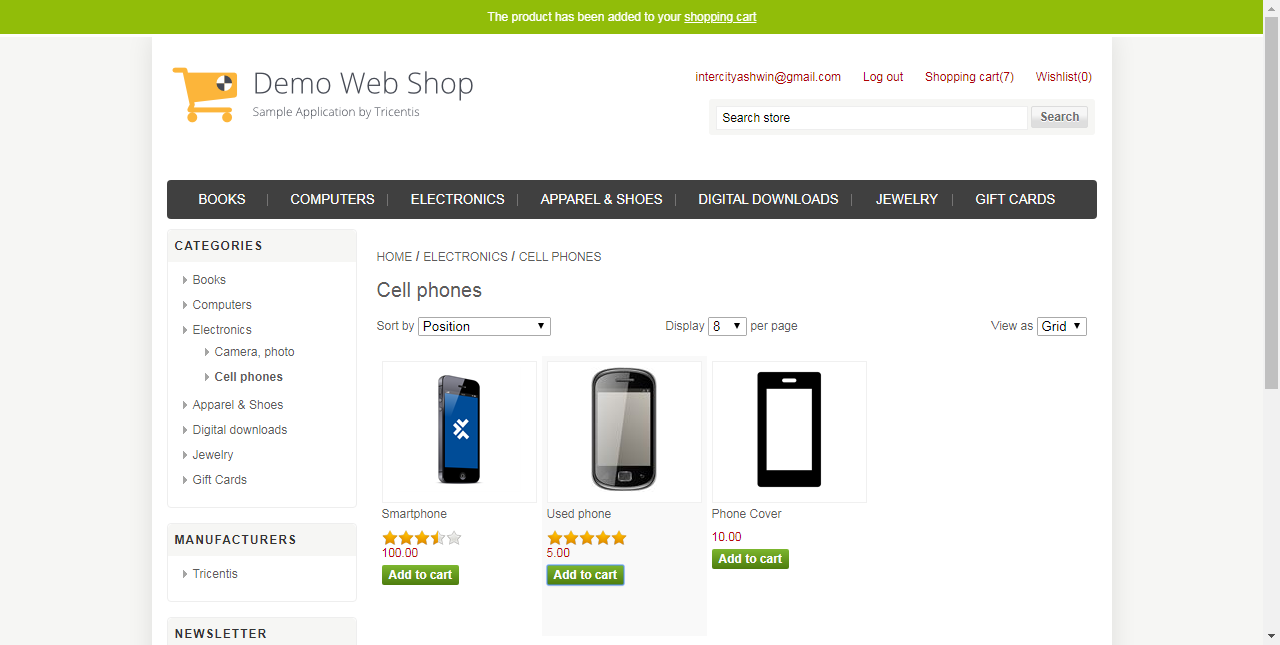 The product has been added to your shopping cart
Demo Web Shop
Sample Application by Tricentis
intercityashwin@gmail.com Log out Shopping cart(7) Wishlist(0)
Search store Search
BOOKS COMPUTERS ELECTRONICS APPAREL & SHOES DIGITAL DOWNLOADS JEWELRY GIFT CARDS
CATEGORIES
Books
Computers
Electronics
Camera, photo
Cell phones
Apparel & Shoes
Digital downloads
Jewelry
Gift Cards
MANUFACTURERS
Tricentis
NEWSLETTER
HOME / ELECTRONICS / CELL PHONES
Cell phones
Sort by Position Display 8 per page View as Grid
Smartphone
100.00
Add to cart
Used phone
5.00
Add to cart
Phone Cover
10.00
Add to cart